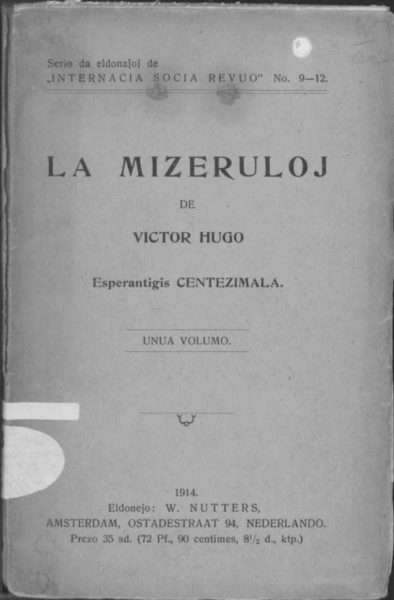 Serio da eldonaĵoj de
„INTERNACIA SOCIA REVUO" No. 9—12.
LA MIZERULOJ
DE
VICTOR HUGO
Esperantigis CENTEZIMALA.
UNUA VOLUMO.
1914.
Eldonejo: W. NUTTERS,
AMSTERDAM, OSTADESTRAAT 94, NEDERLANDO.
Prezo 35 sd. (72 Pf., 90 centimes, 8½ d., ktp.)